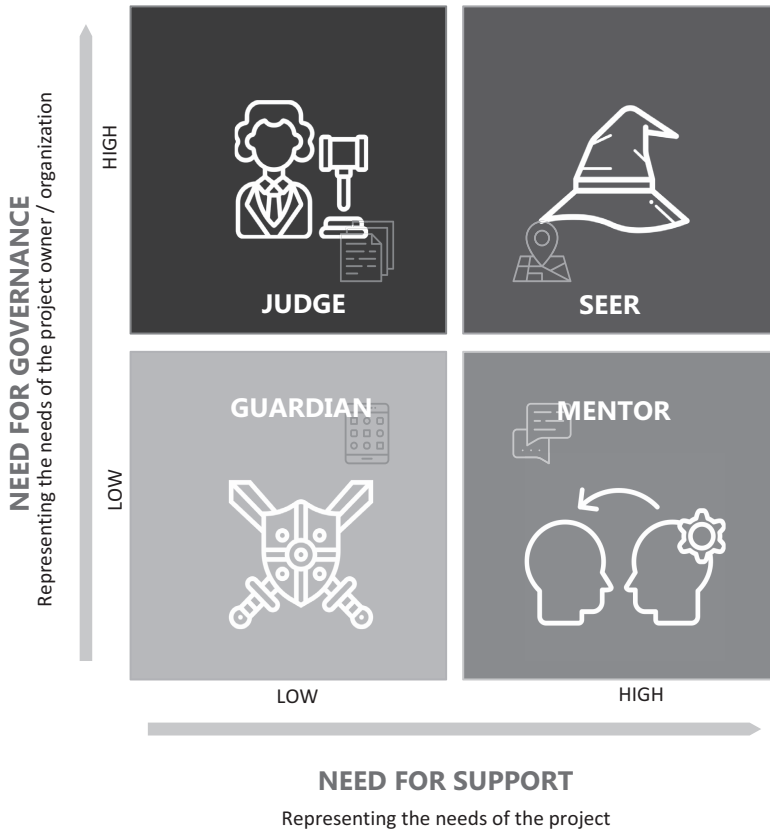 NEED FOR GOVERNANCE
Representing the needs of the project owner / organization
HIGH
LOW
JUDGE
SEER
GUARDIAN
MENTOR
LOW
HIGH
NEED FOR SUPPORT
Representing the needs of the project